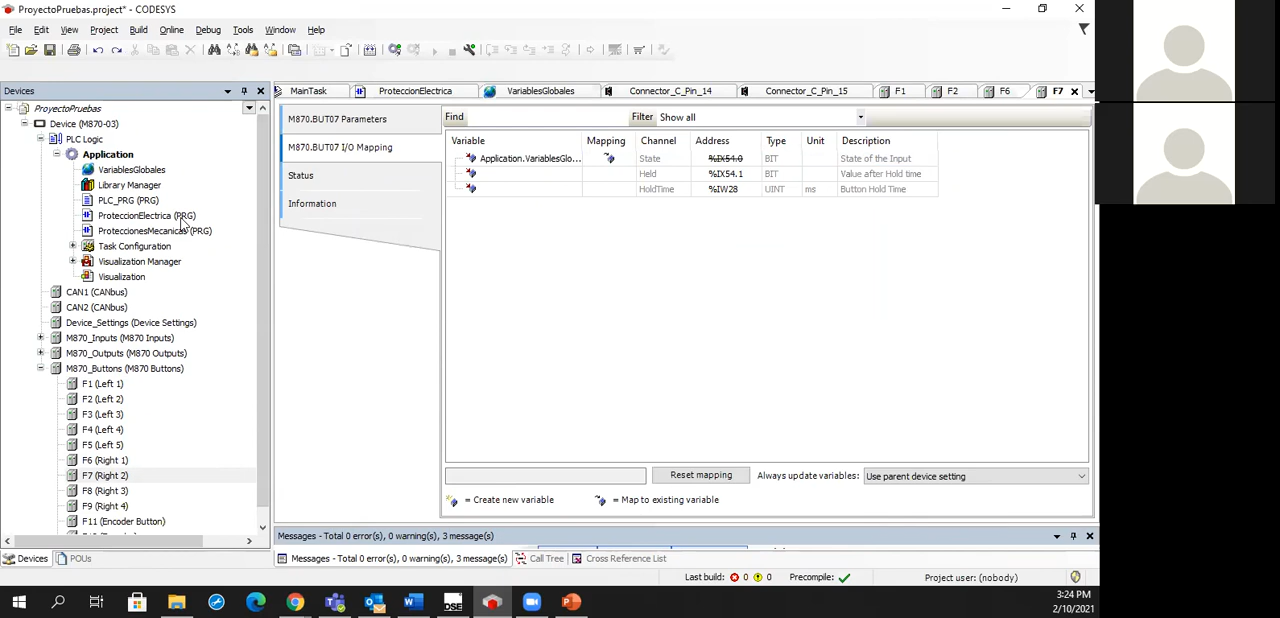 ProyectoPruebas.project* - CODESYS
File Edit View Project Build Online Debug Tools Window Help
Devices
ProyectoPruebas
Device (M870-03)
PLC Logic
Application
VariablesGlobales
Library Manager
PLC_PRG (PRG)
ProteccionElectrica (PRG)
ProteccionesMecanicas (PRG)
Task Configuration
Visualization Manager
Visualization
CAN1 (CANbus)
CAN2 (CANbus)
Device_Settings (Device Settings)
M870_Inputs (M870 Inputs)
M870_Outputs (M870 Outputs)
M870_Buttons (M870 Buttons)
F1 (Left 1)
F2 (Left 2)
F3 (Left 3)
F4 (Left 4)
F5 (Left 5)
F6 (Right 1)
F7 (Right 2)
F8 (Right 3)
F9 (Right 4)
F11 (Encoder Button)
Devices POUs
MainTask ProteccionElectrica VariablesGlobales Connector_C_Pin_14 Connector_C_Pin_15 F1 F2 F6 F7
M870.BUT07 Parameters
M870.BUT07 I/O Mapping
Status
Information
Find Filter Show all
Variable Mapping Channel Address Type Unit Description
Application.VariablesGlo... State %IX54.0 BIT State of the Input
Held %IX54.1 BIT Value after Hold time
HoldTime %IW28 UINT ms Button Hold Time
Reset mapping Always update variables: Use parent device setting
= Create new variable = Map to existing variable
Messages - Total 0 error(s), 0 warning(s), 3 message(s)
Messages - Total 0 error(s), 0 warning(s), 3 message(s) Call Tree Cross Reference List
Last build: 0 0 Precompile: Project user: (nobody)
DSE
3:24 PM
2/10/2021